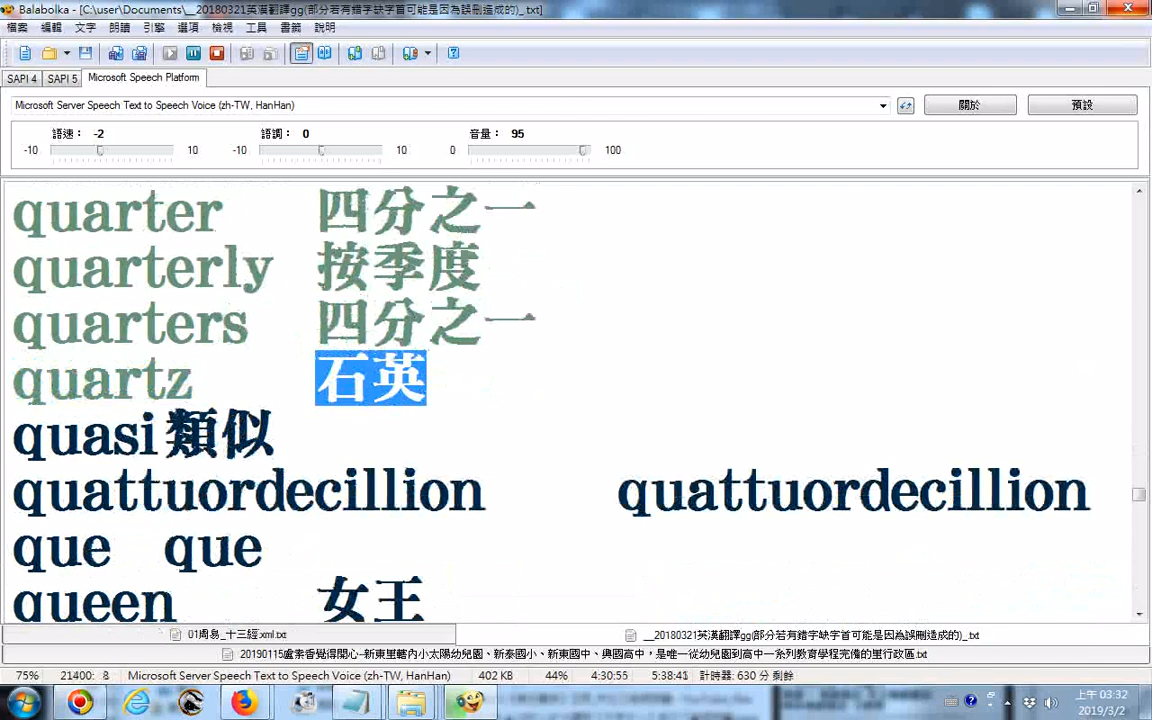 Balabolka - [C:\user\Documents\__20180321英漢翻譯gg(部分若有錯字缺字首可能是因為誤刪造成的)_.txt]
檔案 編輯 文字 朗讀 引擎 選項 檢視 工具 書籤 說明
SAPI 4 SAPI 5 Microsoft Speech Platform
Microsoft Server Speech Text to Speech Voice (zh-TW, HanHan) 關於 預設
語速： -2 語調： 0 音量： 95
-10 10 -10 10 0 100
quarter 四分之一
quarterly 按季度
quarters 四分之一
quartz 石英
quasi 類似
quattuordecillion quattuordecillion
que que
queen 女王
01周易_十三經.xml.txt __20180321英漢翻譯gg(部分若有錯字缺字首可能是因為誤刪造成的)_.txt
20190115盧素香覺得開心-新東里轄內小太陽幼兒園、新泰國小、新東國中、興國高中，是唯一從幼兒園到高中一系列教育學程完備的里行政區.txt
75% 21400: 8 Microsoft Server Speech Text to Speech Voice (zh-TW, HanHan) 402 KB 44% 4:30:55 5:38:41 計時器: 630 分 剩餘
上午 03:32
2019/3/2